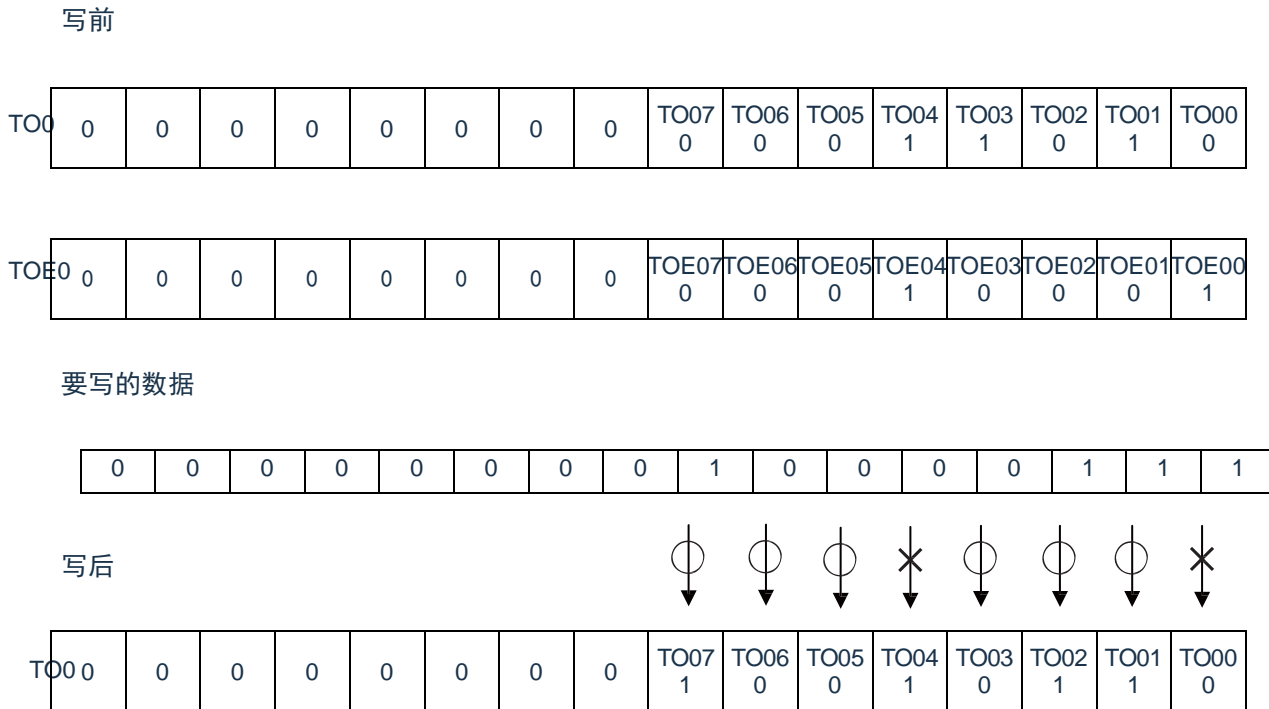 写前
TO0 0 0 0 0 0 0 0 0 TO07 TO06 TO05 TO04 TO03 TO02 TO01 TO00
0 0 0 1 1 0 1 0
TOE0 0 0 0 0 0 0 0 0 TOE07 TOE06 TOE05 TOE04 TOE03 TOE02 TOE01 TOE00
0 0 0 1 0 0 0 1
要写的数据
0 0 0 0 0 0 0 0 1 0 0 0 0 1 1 1
写后
TO0 0 0 0 0 0 0 0 0 TO07 TO06 TO05 TO04 TO03 TO02 TO01 TO00
1 0 0 1 0 1 1 0